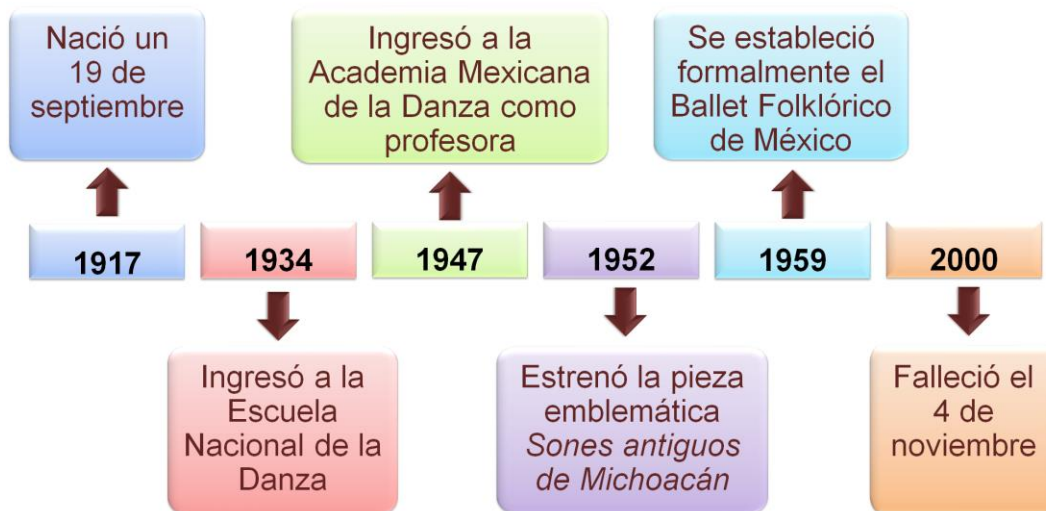 Nació un
19 de
septiembre
Ingresó a la
Academia Mexicana
de la Danza como
profesora
Se estableció
formalmente el
Ballet Folklórico
de México
1917
1934
1947
1952
1959
2000
Ingresó a la
Escuela
Nacional de la
Danza
Estrenó la pieza
emblemática
Sones antiguos
de Michoacán
Falleció el
4 de
noviembre